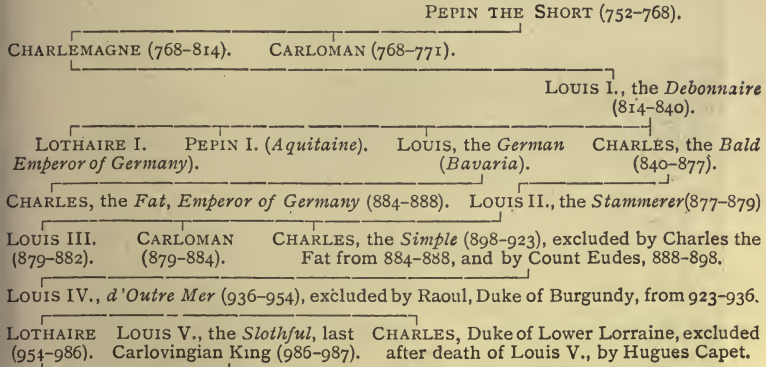 PEPIN THE SHORT (752–768).
CHARLEMAGNE (768–814). CARLOMAN (768–771).
LOUIS I., the Debonnaire
(814–840).
LOTHAIRE I. PEPIN I. (Aquitaine). LOUIS, the German CHARLES, the Bald
Emperor of Germany). (Bavaria). (840–877).
CHARLES, the Fat, Emperor of Germany (884–888). LOUIS II., the Stammerer(877–879)
LOUIS III. CARLOMAN CHARLES, the Simple (898–923), excluded by Charles the
(879–882). (879–884). Fat from 884–888, and by Count Eudes, 888–898.
LOUIS IV., d'Outre Mer (936–954), excluded by Raoul, Duke of Burgundy, from 923–936.
LOTHAIRE LOUIS V., the Slothful, last CHARLES, Duke of Lower Lorraine, excluded
(954–986). Carlovingian King (986–987). after death of Louis V., by Hugues Capet.